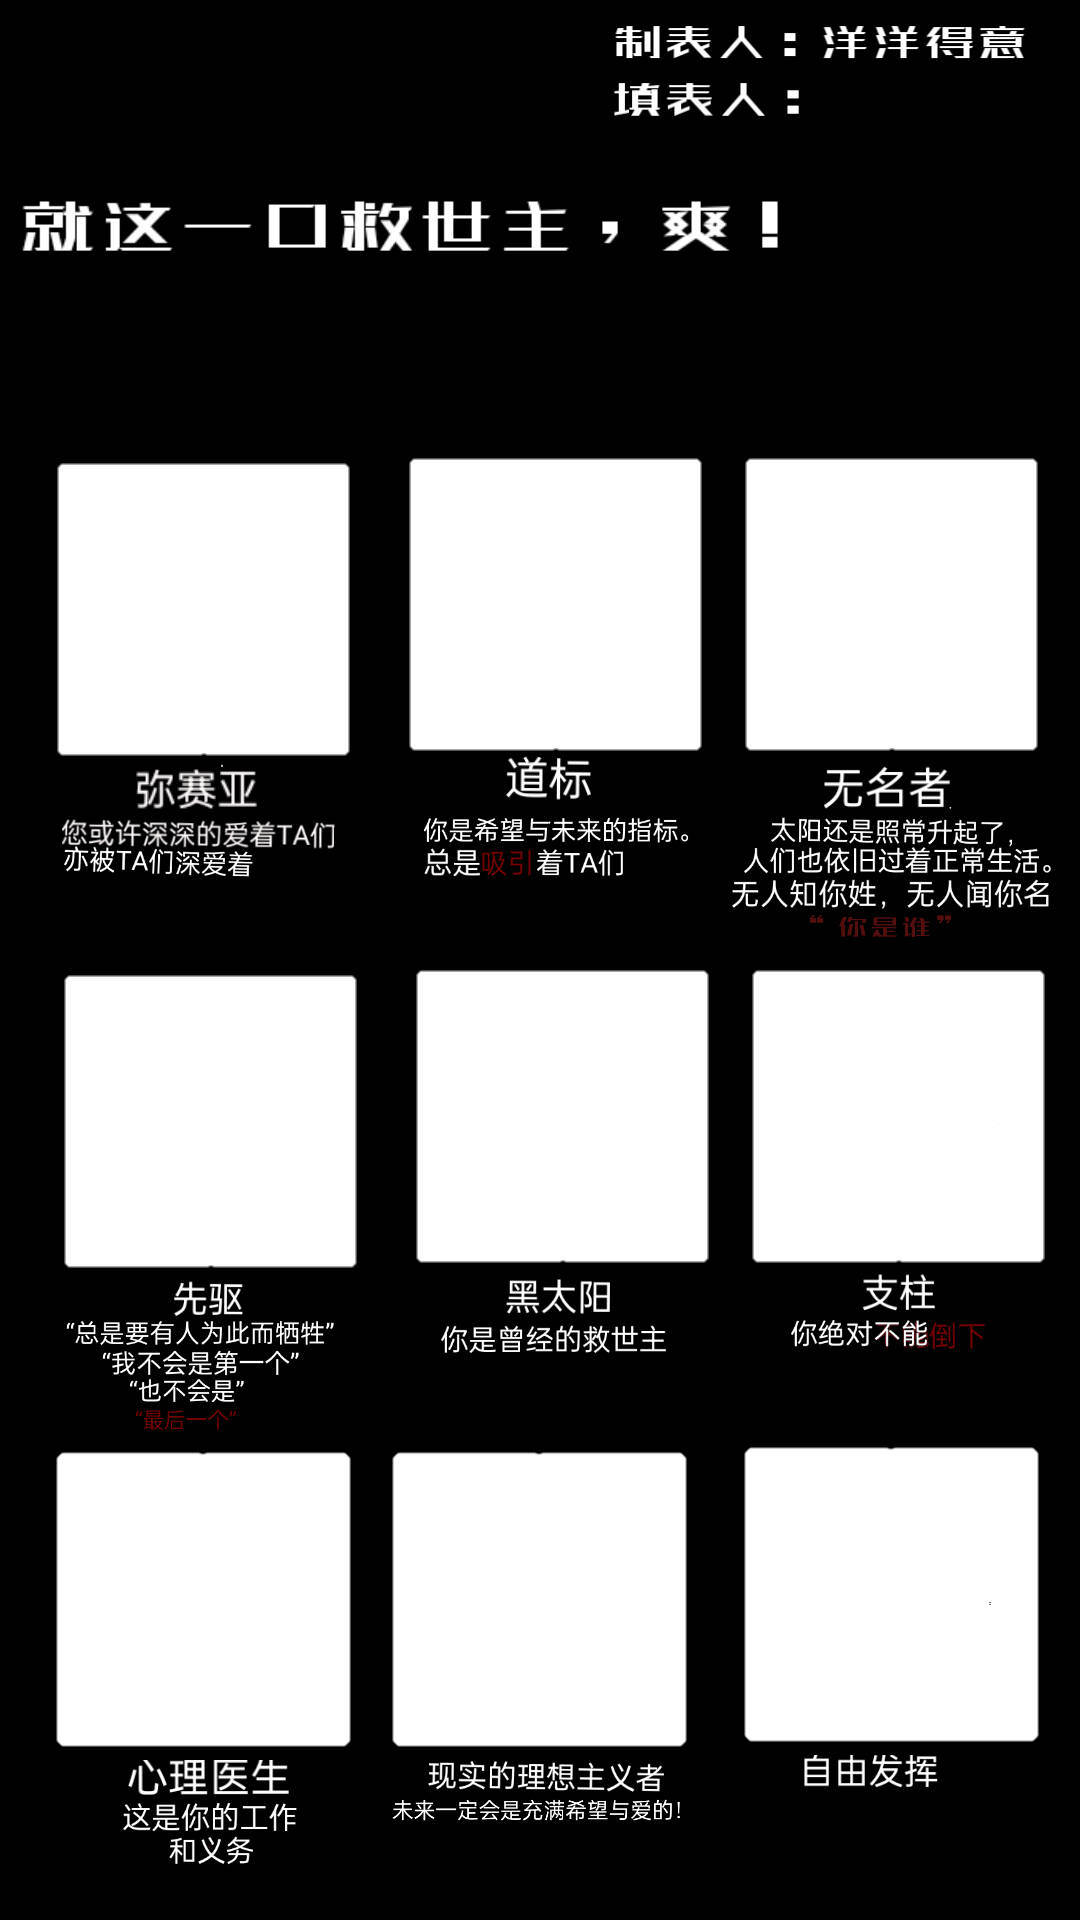 制表人：洋洋得意
填表人：
就这一口救世主，爽！
弥赛亚
您或许深深的爱着TA们
亦被TA们深爱着
道标
你是希望与未来的指标。
总是吸引着TA们
无名者
太阳还是照常升起了，
人们也依旧过着正常生活。
无人知你姓，无人闻你名
“你是谁”
先驱
“总是要有人为此而牺牲”
“我不会是第一个”
“也不会是”
“最后一个”
黑太阳
你是曾经的救世主
支柱
你绝对不能倒下
心理医生
这是你的工作
和义务
现实的理想主义者
未来一定会是充满希望与爱的!
自由发挥